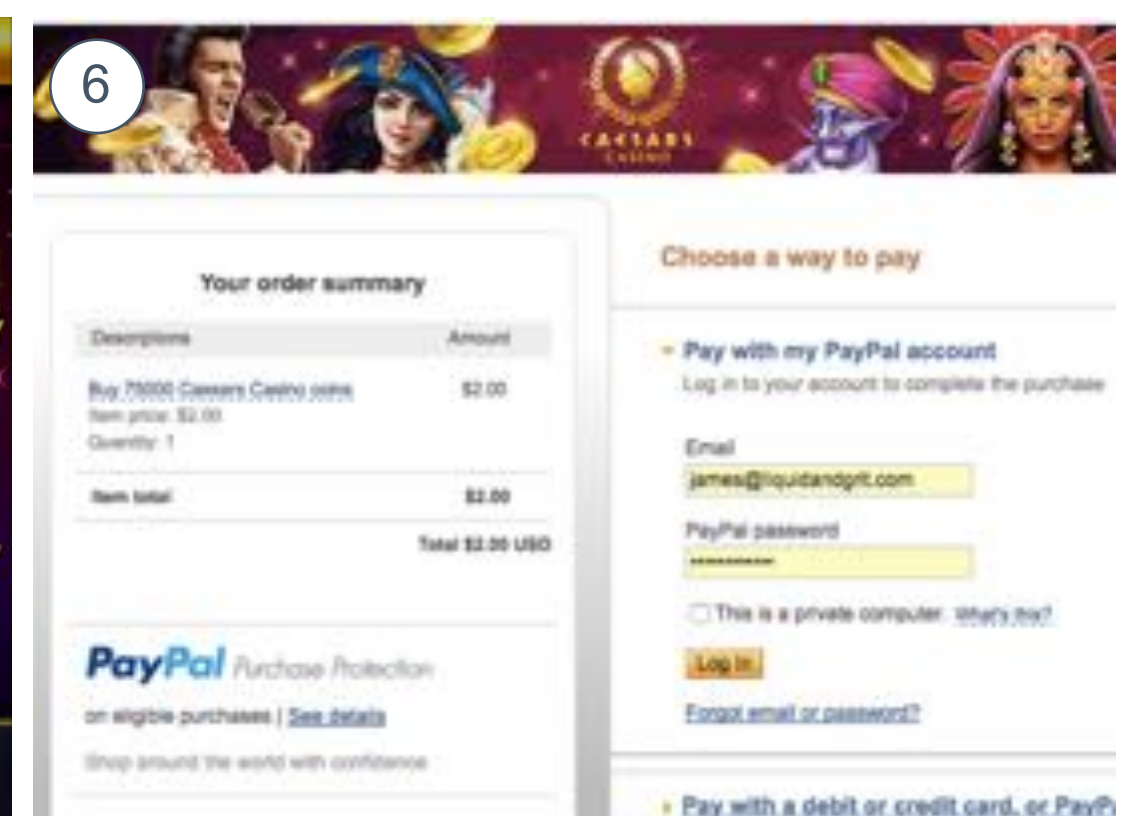 6
CAESARS
CASINO
Your order summary
Descriptions Amount
Buy 75000 Caesars Casino coins $2.00
Item price: $2.00
Quantity: 1
Item total $2.00
Total $2.00 USD
PayPal Purchase Protection
on eligible purchases | See details
Shop around the world with confidence
Choose a way to pay
Pay with my PayPal account
Log in to your account to complete the purchase
Email
james@liquidandgrit.com
PayPal password
This is a private computer. What's this?
Log In
Forgot email or password?
Pay with a debit or credit card, or PayP